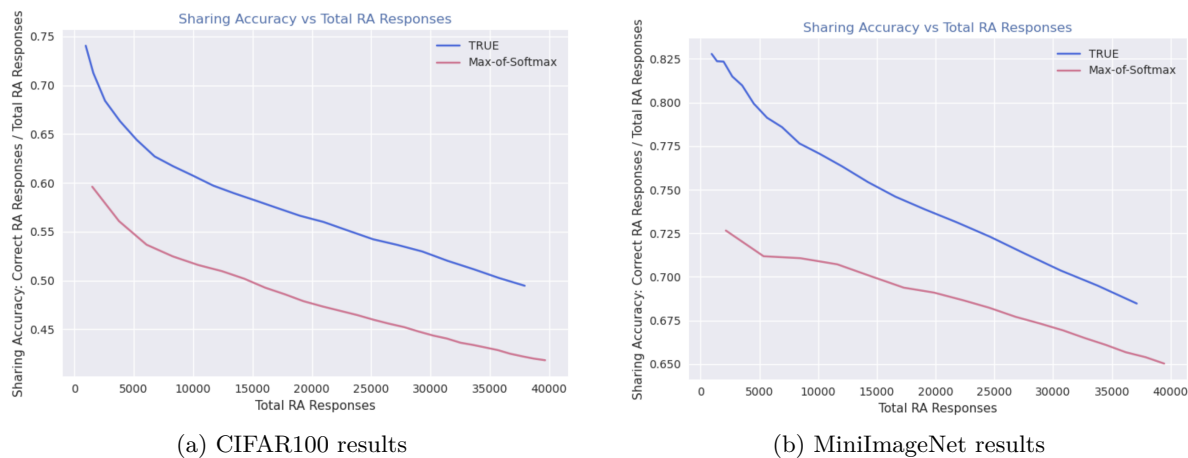 Sharing Accuracy vs Total RA Responses
Sharing Accuracy: Correct RA Responses / Total RA Responses
0.75
0.70
0.65
0.60
0.55
0.50
0.45
TRUE
Max-of-Softmax
0 5000 10000 15000 20000 25000 30000 35000 40000
Total RA Responses
(a) CIFAR100 results
Sharing Accuracy vs Total RA Responses
Sharing Accuracy: Correct RA Responses / Total RA Responses
0.825
0.800
0.775
0.750
0.725
0.700
0.675
0.650
TRUE
Max-of-Softmax
0 5000 10000 15000 20000 25000 30000 35000 40000
Total RA Responses
(b) MiniImageNet results